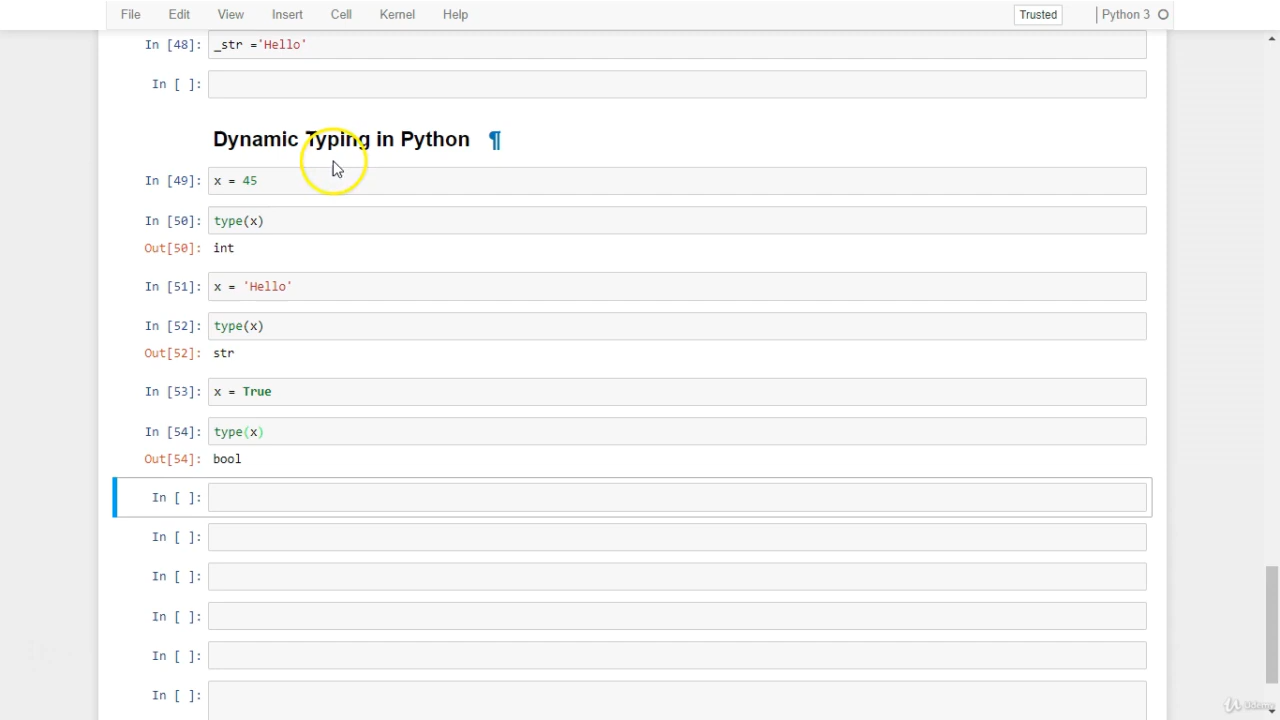 File Edit View Insert Cell Kernel Help Trusted Python 3
In [48]: _str ='Hello'
In [ ]:
Dynamic Typing in Python ¶
In [49]: x = 45
In [50]: type(x)
Out[50]: int
In [51]: x = 'Hello'
In [52]: type(x)
Out[52]: str
In [53]: x = True
In [54]: type(x)
Out[54]: bool
In [ ]:
In [ ]:
In [ ]:
In [ ]:
In [ ]:
In [ ]:
Udemy